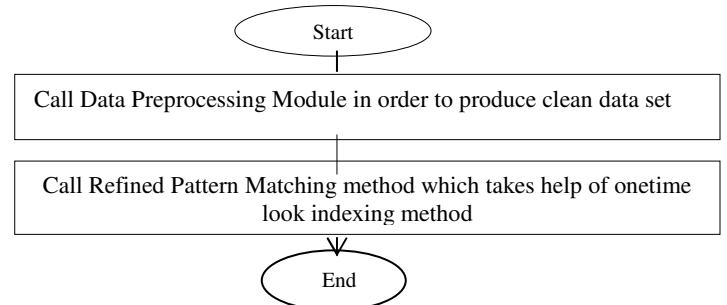 Start
Call Data Preprocessing Module in order to produce clean data set
Call Refined Pattern Matching method which takes help of onetime
look indexing method
End